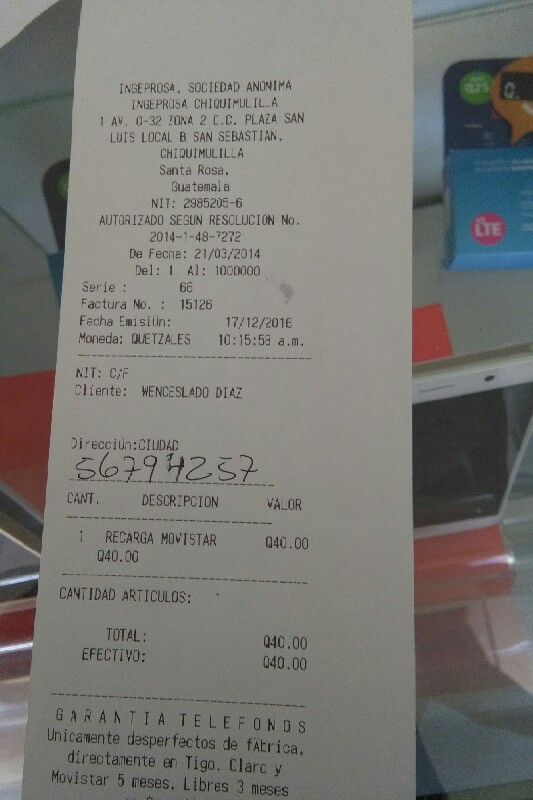 INGEPROSA, SOCIEDAD ANONIMA
INGEPROSA CHIQUIMULILLA
1 AV. 0-32 ZONA 2 C.C. PLAZA SAN
LUIS LOCAL B SAN SEBASTIAN,
CHIQUIMULILLA
Santa Rosa,
Guatemala
NIT: 2985205-6
AUTORIZADO SEGUN RESOLUCION No.
2014-1-48-7272
De Fecha: 21/03/2014
Del: 1 Al: 1000000
Serie : 66
Factura No. : 15126
Fecha Emisiün: 17/12/2016
Moneda: QUETZALES 10:15:53 a.m.
NIT: C/F
Cliente: WENCESLADO DIAZ
Direcciün:CIUDAD
56794257
CANT. DESCRIPCION VALOR
1 RECARGA MOVISTAR Q40.00
Q40.00
CANTIDAD ARTICULOS:
TOTAL: Q40.00
EFECTIVO: Q40.00
GARANTIA TELEFONOS
Unicamente desperfectos de fÁbrica,
directamente en Tigo, Claro y
Movistar 5 meses, Libres 3 meses
Q25
LTE